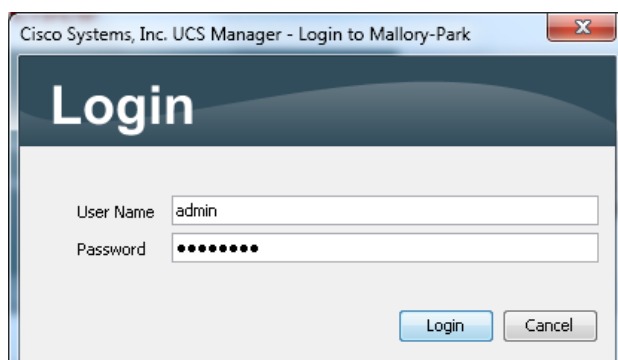 Cisco Systems, Inc. UCS Manager - Login to Mallory-Park
Login
User Name admin
Password ●●●●●●●●
Login Cancel